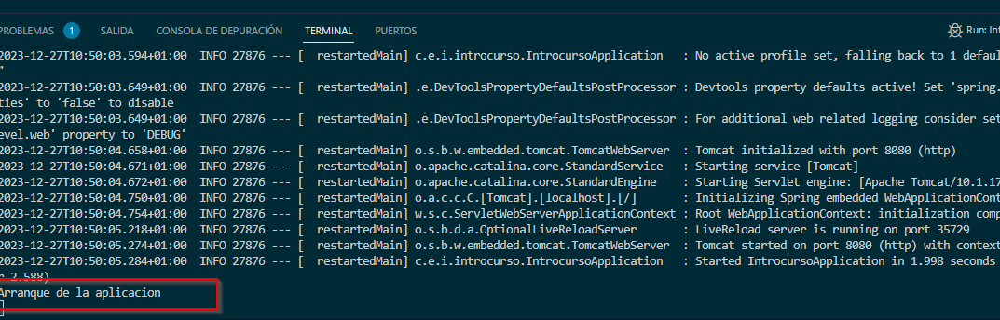 PROBLEMAS 1 SALIDA CONSOLA DE DEPURACIÓN TERMINAL PUERTOS Run: Int
2023-12-27T10:50:03.594+01:00 INFO 27876 --- [ restartedMain] c.e.i.introcurso.IntrocursoApplication : No active profile set, falling back to 1 defaul
"
2023-12-27T10:50:03.649+01:00 INFO 27876 --- [ restartedMain] .e.DevToolsPropertyDefaultsPostProcessor : Devtools property defaults active! Set 'spring.
ties' to 'false' to disable
2023-12-27T10:50:03.649+01:00 INFO 27876 --- [ restartedMain] .e.DevToolsPropertyDefaultsPostProcessor : For additional web related logging consider set
evel.web' property to 'DEBUG'
2023-12-27T10:50:04.658+01:00 INFO 27876 --- [ restartedMain] o.s.b.w.embedded.tomcat.TomcatWebServer : Tomcat initialized with port 8080 (http)
2023-12-27T10:50:04.671+01:00 INFO 27876 --- [ restartedMain] o.apache.catalina.core.StandardService : Starting service [Tomcat]
2023-12-27T10:50:04.672+01:00 INFO 27876 --- [ restartedMain] o.apache.catalina.core.StandardEngine : Starting Servlet engine: [Apache Tomcat/10.1.17
2023-12-27T10:50:04.750+01:00 INFO 27876 --- [ restartedMain] o.a.c.c.C.[Tomcat].[localhost].[/] : Initializing Spring embedded WebApplicationCont
2023-12-27T10:50:04.754+01:00 INFO 27876 --- [ restartedMain] w.s.c.ServletWebServerApplicationContext : Root WebApplicationContext: initialization comp
2023-12-27T10:50:05.218+01:00 INFO 27876 --- [ restartedMain] o.s.b.d.a.OptionalLiveReloadServer : LiveReload server is running on port 35729
2023-12-27T10:50:05.274+01:00 INFO 27876 --- [ restartedMain] o.s.b.w.embedded.tomcat.TomcatWebServer : Tomcat started on port 8080 (http) with context
2023-12-27T10:50:05.284+01:00 INFO 27876 --- [ restartedMain] c.e.i.introcurso.IntrocursoApplication : Started IntrocursoApplication in 1.998 seconds
n 2.588)
Arranque de la aplicacion